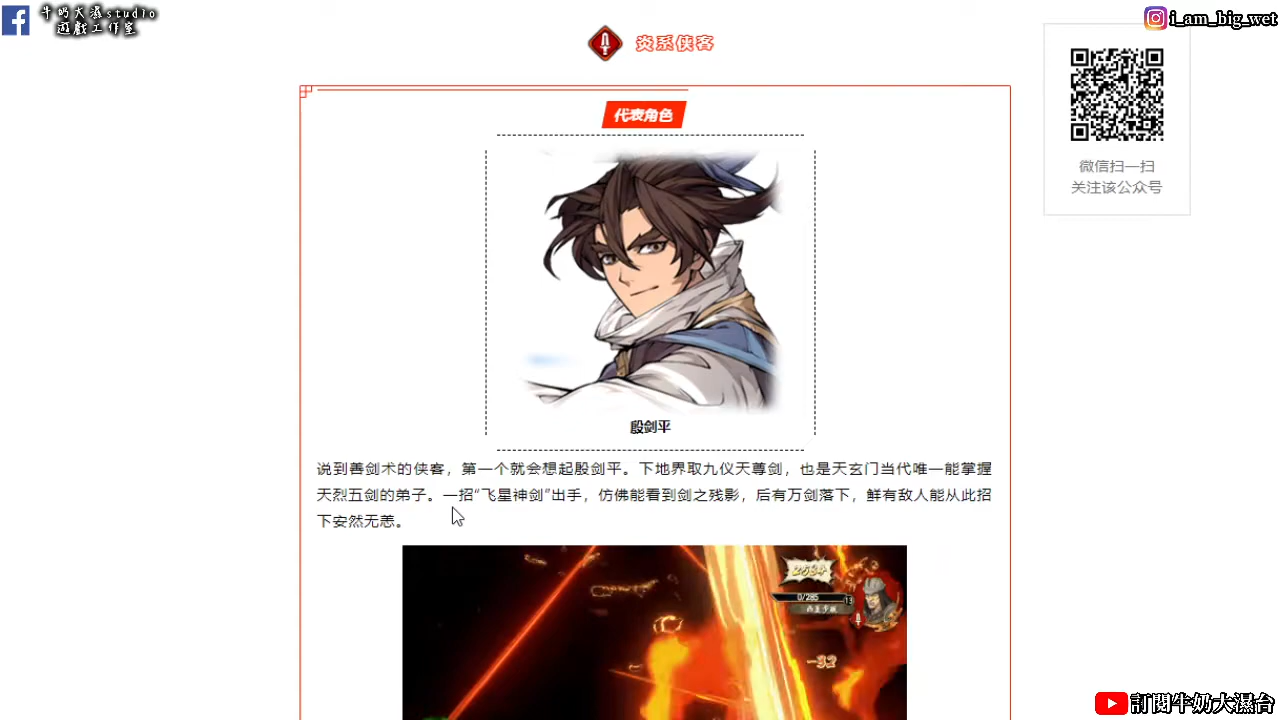 牛奶大濕studio
遊戲工作室
i_am_big_wet
炎系侠客
代表角色
微信扫一扫
关注该公众号
殷剑平
说到善剑术的侠客，第一个就会想起殷剑平。下地界取九仪天尊剑，也是天玄门当代唯一能掌握
天烈五剑的弟子。一招“飞星神剑”出手，仿佛能看到剑之残影，后有万剑落下，鲜有敌人能从此招
下安然无恙。
0/285
13
-32
訂閱牛奶大濕台